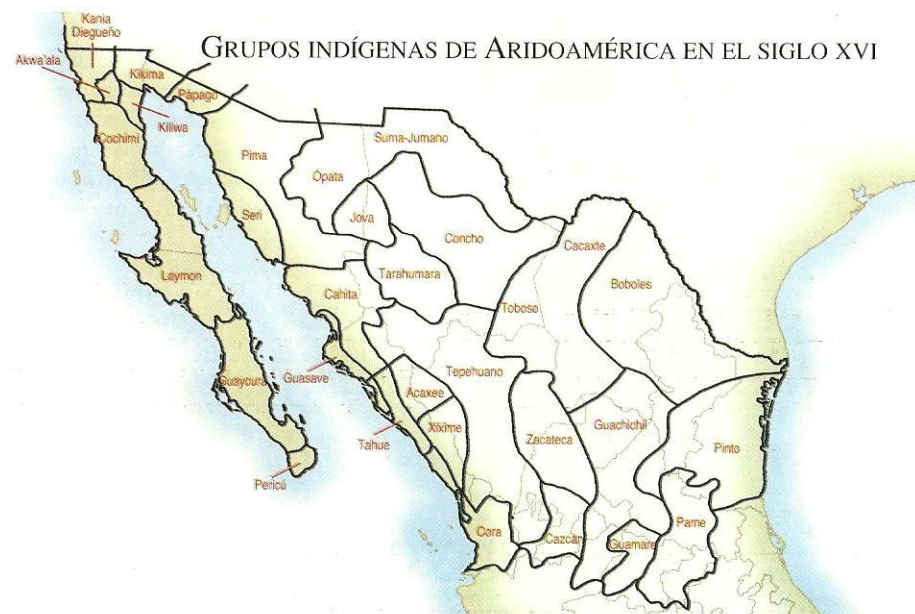 Kania
Diegueño
GRUPOS INDÍGENAS DE ARIDOAMÉRICA EN EL SIGLO XVI
Akwa'ala
Kikima
Pápago
Kiliwa
Cochimí
Suma-Jumano
Pima
Ópata
Seri
Jova
Concho
Cacaxte
Laymon
Tarahumara
Boboles
Cahita
Toboso
Guaycura
Guasave
Tepehuano
Acaxee
Xixime
Guachichil
Tahue
Zacateca
Pinto
Pericú
Cora
Cazcán
Guamare
Pame